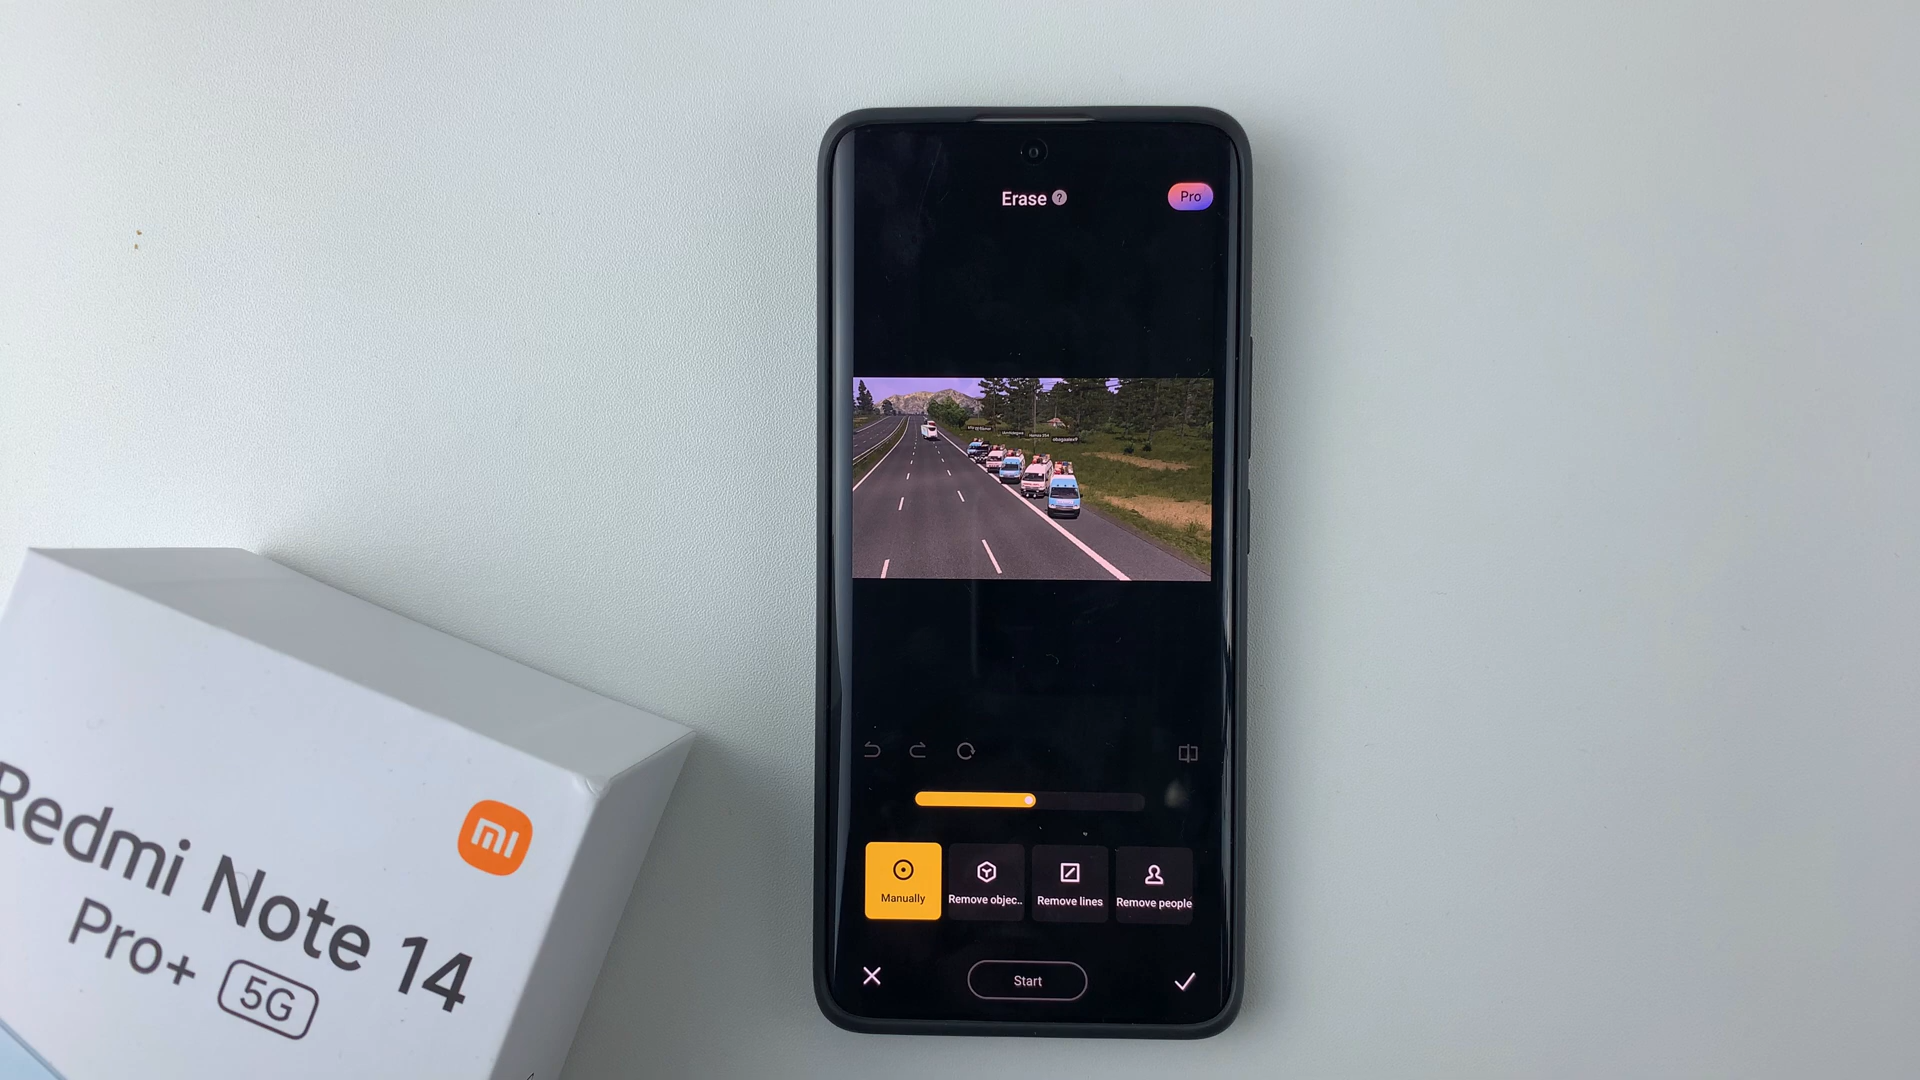 Erase ?
Pro
Manually
Remove objec..
Remove lines
Remove people
Start
Redmi Note 14
Pro+ 5G
mi